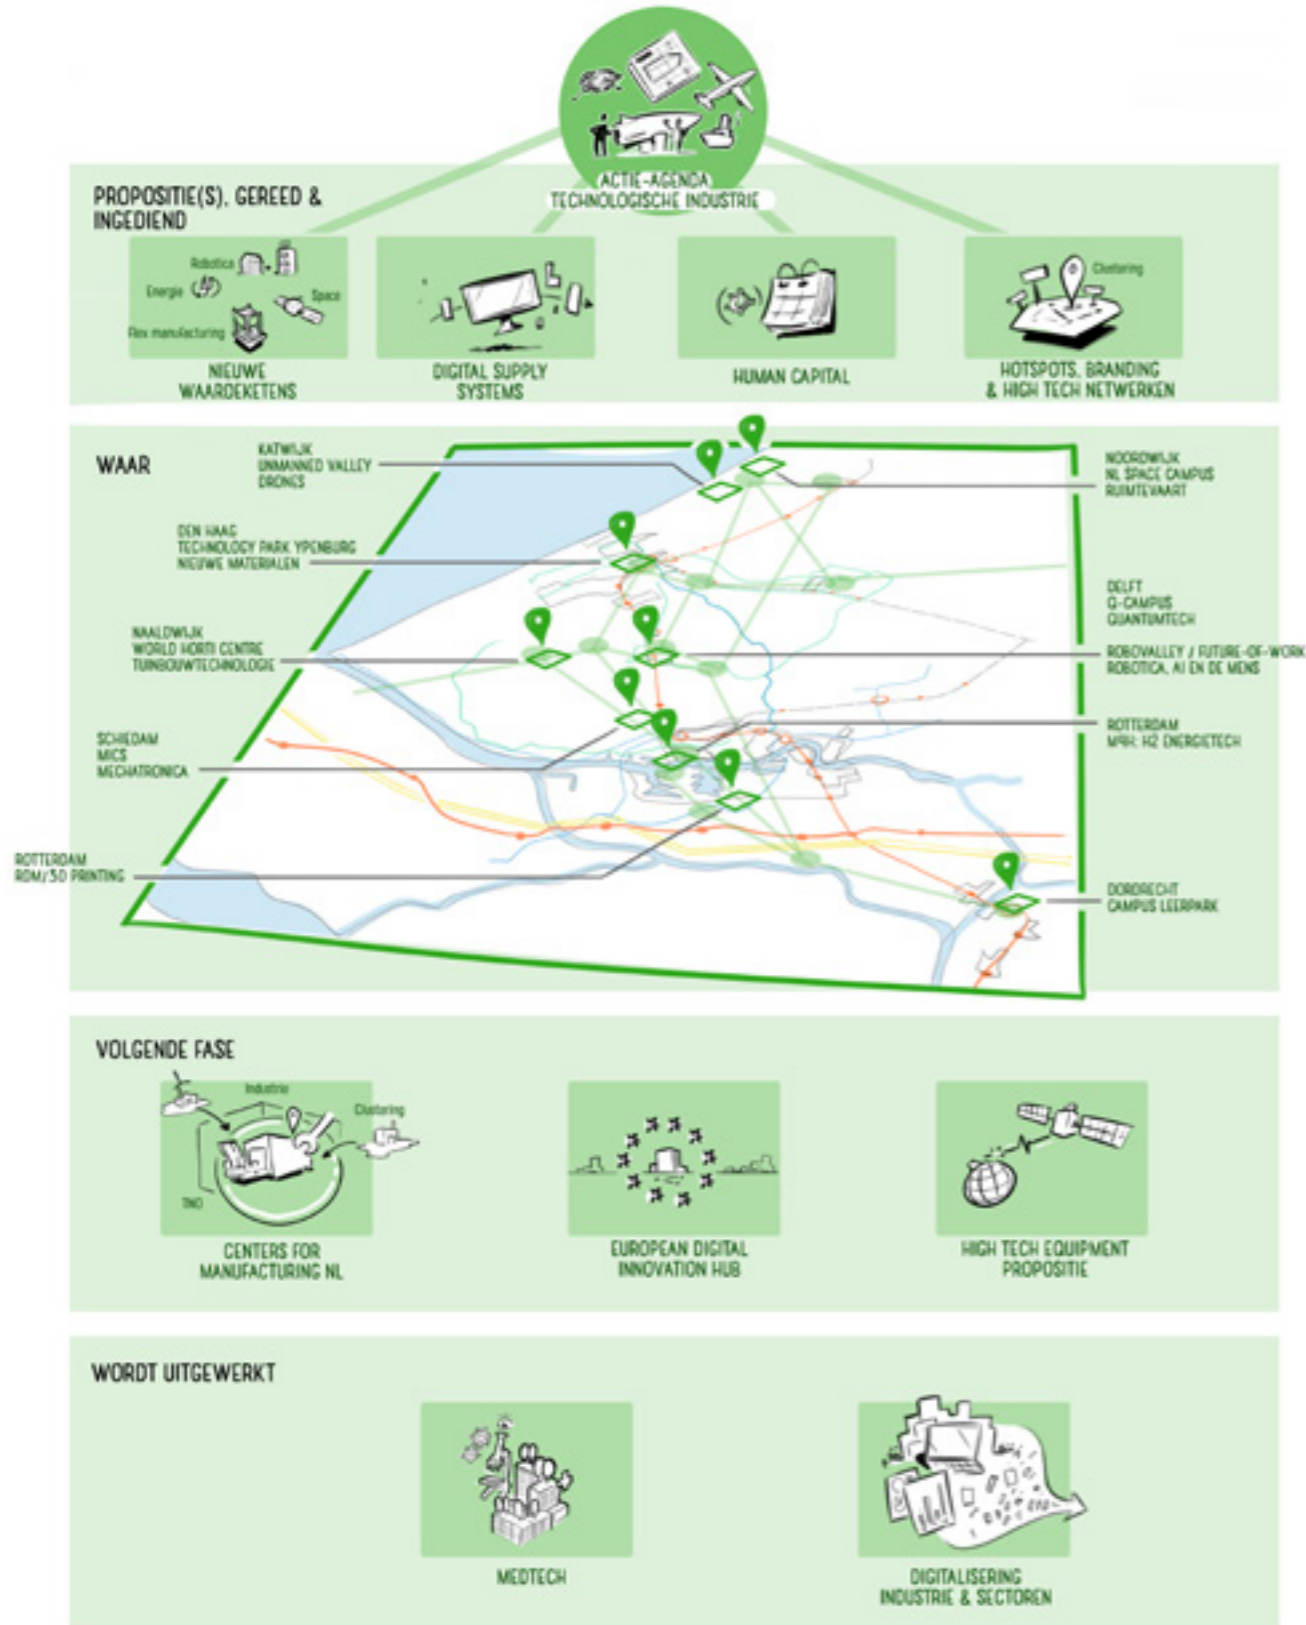 ACTIE-AGENDA
TECHNOLOGISCHE INDUSTRIE
PROPOSITIE(S), GEREED &
INGEDIEND
Robotica
Energie
Space
Flex manufacturing
NIEUWE
WAARDEKETENS
DIGITAL SUPPLY
SYSTEMS
HUMAN CAPITAL
Clustering
HOTSPOTS, BRANDING
& HIGH TECH NETWERKEN
WAAR
KATWIJK
UNMANNED VALLEY
DRONES
NOORDWIJK
NL SPACE CAMPUS
RUIMTEVAART
DEN HAAG
TECHNOLOGY PARK YPENBURG
NIEUWE MATERIALEN
DELFT
Q-CAMPUS
QUANTUMTECH
NAALDWIJK
WORLD HORTI CENTRE
TUINBOUWTECHNOLOGIE
ROBOVALLEY / FUTURE-OF-WORK
ROBOTICA, AI EN DE MENS
SCHIEDAM
MICS
MECHATRONICA
ROTTERDAM
M4H: H2 ENERGIETECH
ROTTERDAM
RDM/3D PRINTING
DORDRECHT
CAMPUS LEERPARK
VOLGENDE FASE
Industrie
Clustering
TNO
CENTERS FOR
MANUFACTURING NL
EUROPEAN DIGITAL
INNOVATION HUB
HIGH TECH EQUIPMENT
PROPOSITIE
WORDT UITGEWERKT
MEDTECH
DIGITALISERING
INDUSTRIE & SECTOREN